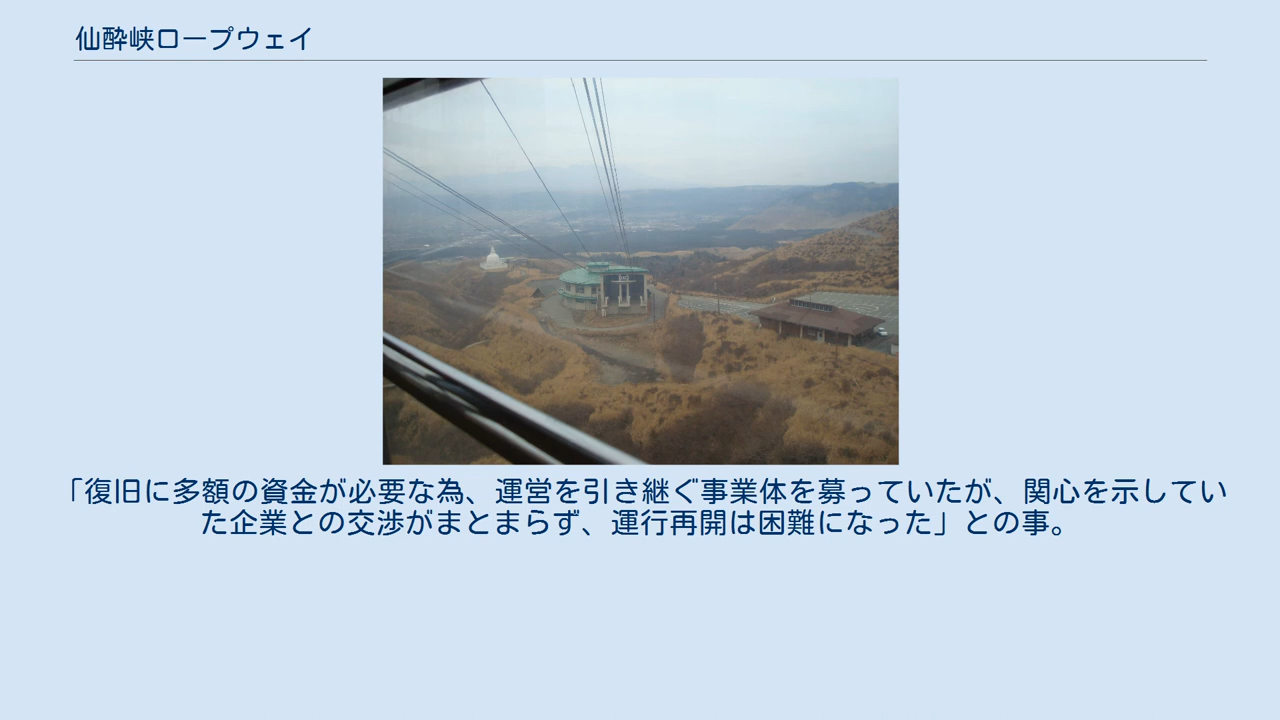 仙酔峡ロープウェイ
「復旧に多額の資金が必要な為、運営を引き継ぐ事業体を募っていたが、関心を示してい
た企業との交渉がまとまらず、運行再開は困難になった」との事。